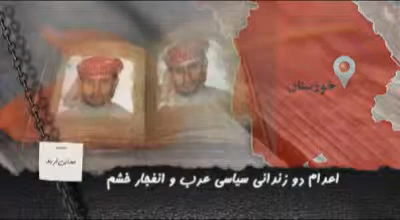 خوزستان
اعدام دو زندانی سیاسی عرب و انفجار خشم